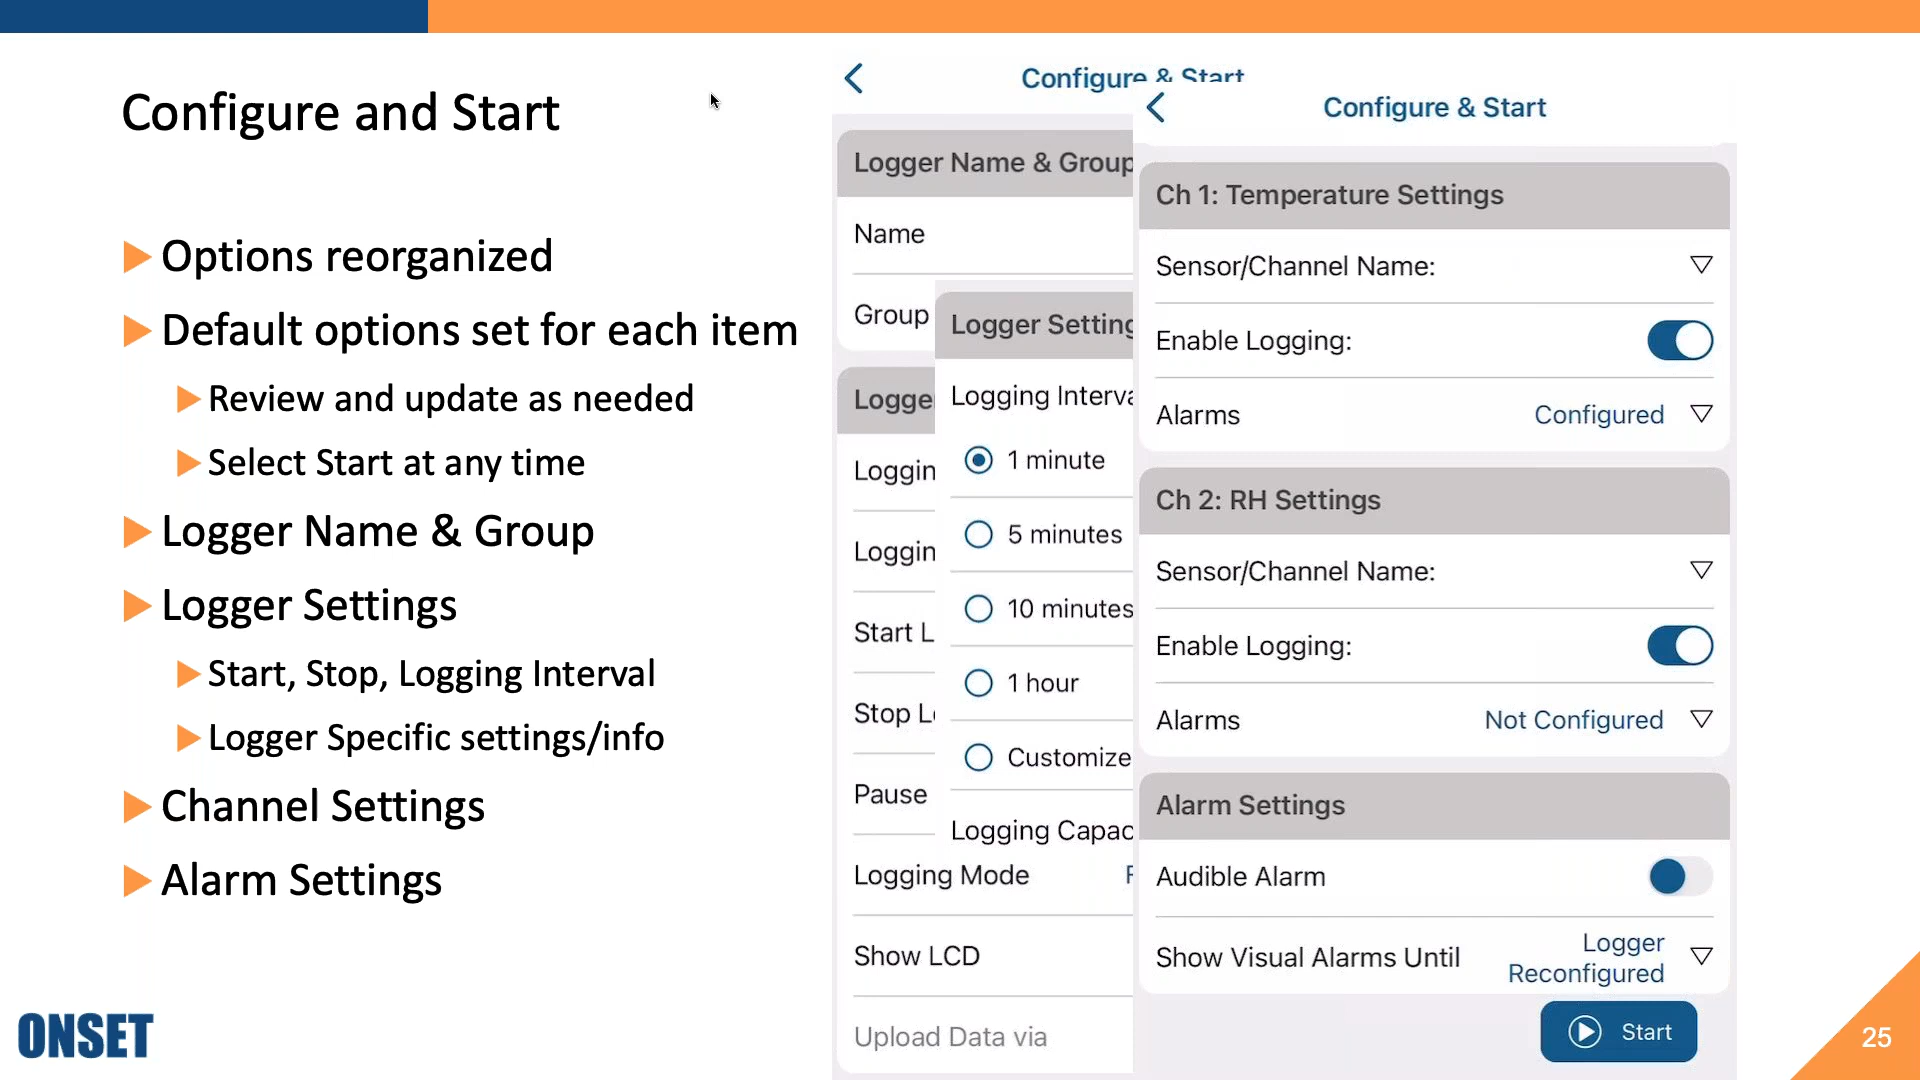 Configure and Start
Options reorganized
Default options set for each item
Review and update as needed
Select Start at any time
Logger Name & Group
Logger Settings
Start, Stop, Logging Interval
Logger Specific settings/info
Channel Settings
Alarm Settings
ONSET
Configure & Start
Logger Name & Group
Name
Group
Logge
Loggin
Loggin
Start L
Stop L
Pause
Logging Mode
Show LCD
Upload Data via
Logger Setting
Logging Interva
1 minute
5 minutes
10 minutes
1 hour
Customize
Logging Capac
Configure & Start
Ch 1: Temperature Settings
Sensor/Channel Name:
Enable Logging:
Alarms Configured
Ch 2: RH Settings
Sensor/Channel Name:
Enable Logging:
Alarms Not Configured
Alarm Settings
Audible Alarm
Show Visual Alarms Until Logger
Reconfigured
Start
25